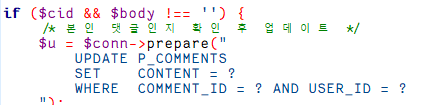 if ($cid && $body !== '') {
/* 본인 댓글인지 확인 후 업데이트 */
$u = $conn->prepare("
UPDATE P_COMMENTS
SET CONTENT = ?
WHERE COMMENT_ID = ? AND USER_ID = ?
");